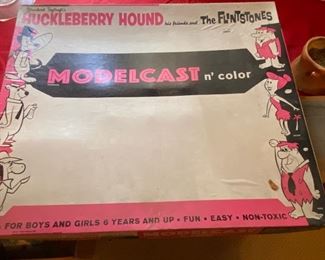 HUCKLEBERRY HOUND his friends and The FLINTSTONES
MODELCAST n' color
FOR BOYS AND GIRLS 6 YEARS AND UP • FUN • EASY • NON-TOXIC
MODELCAST